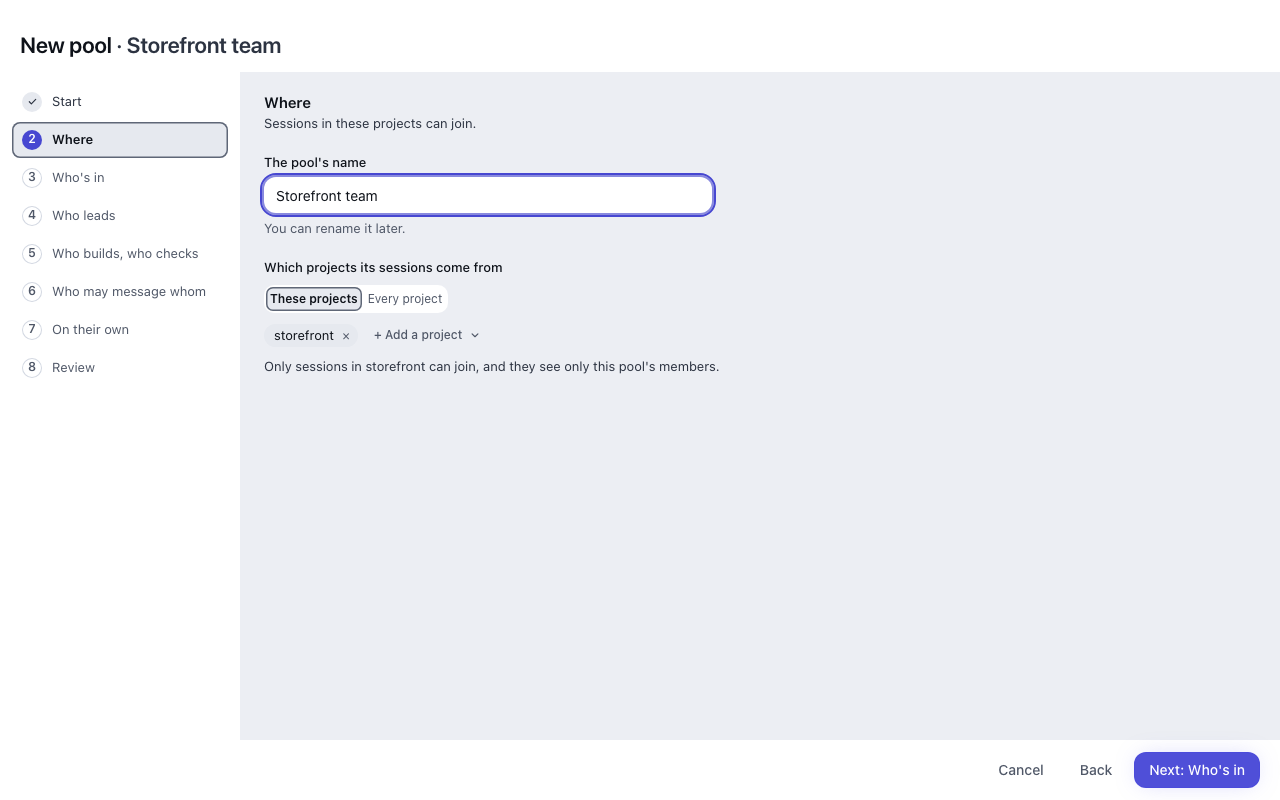 New pool · Storefront team
Start
2 Where
3 Who's in
4 Who leads
5 Who builds, who checks
6 Who may message whom
7 On their own
8 Review
Where
Sessions in these projects can join.
The pool's name
Storefront team
You can rename it later.
Which projects its sessions come from
These projects Every project
storefront × + Add a project
Only sessions in storefront can join, and they see only this pool's members.
Cancel Back Next: Who's in